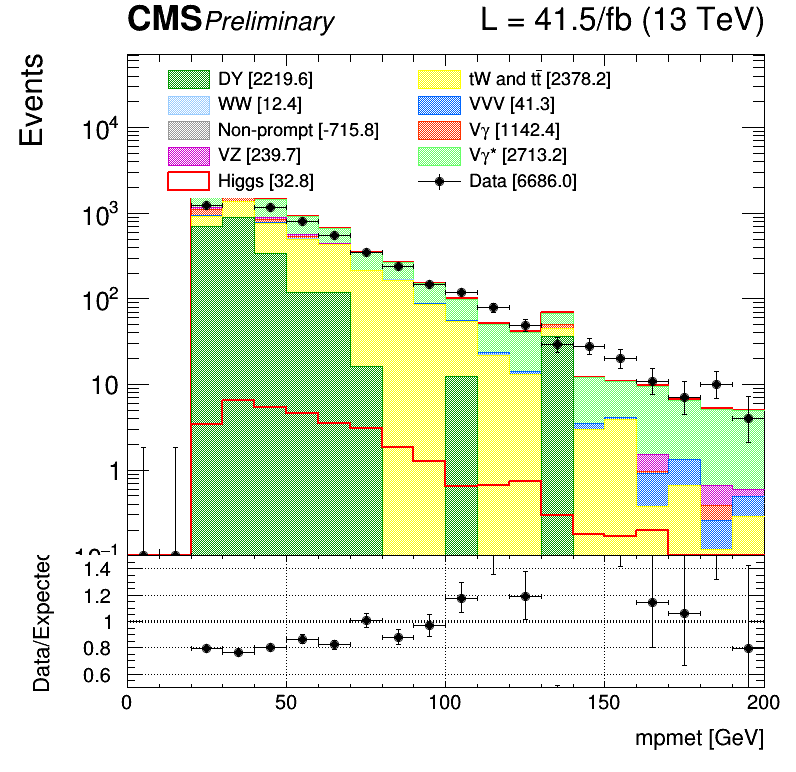 CMS Preliminary L = 41.5/fb (13 TeV)
Events
DY [2219.6] tW and tt̄ [2378.2]
WW [12.4] VVV [41.3]
Non-prompt [-715.8] Vγ [1142.4]
VZ [239.7] Vγ* [2713.2]
Higgs [32.8] Data [6686.0]
10⁴
10³
10²
10
1
10⁻¹
Data/Expected
1.4
1.2
1
0.8
0.6
0 50 100 150 200
mpmet [GeV]